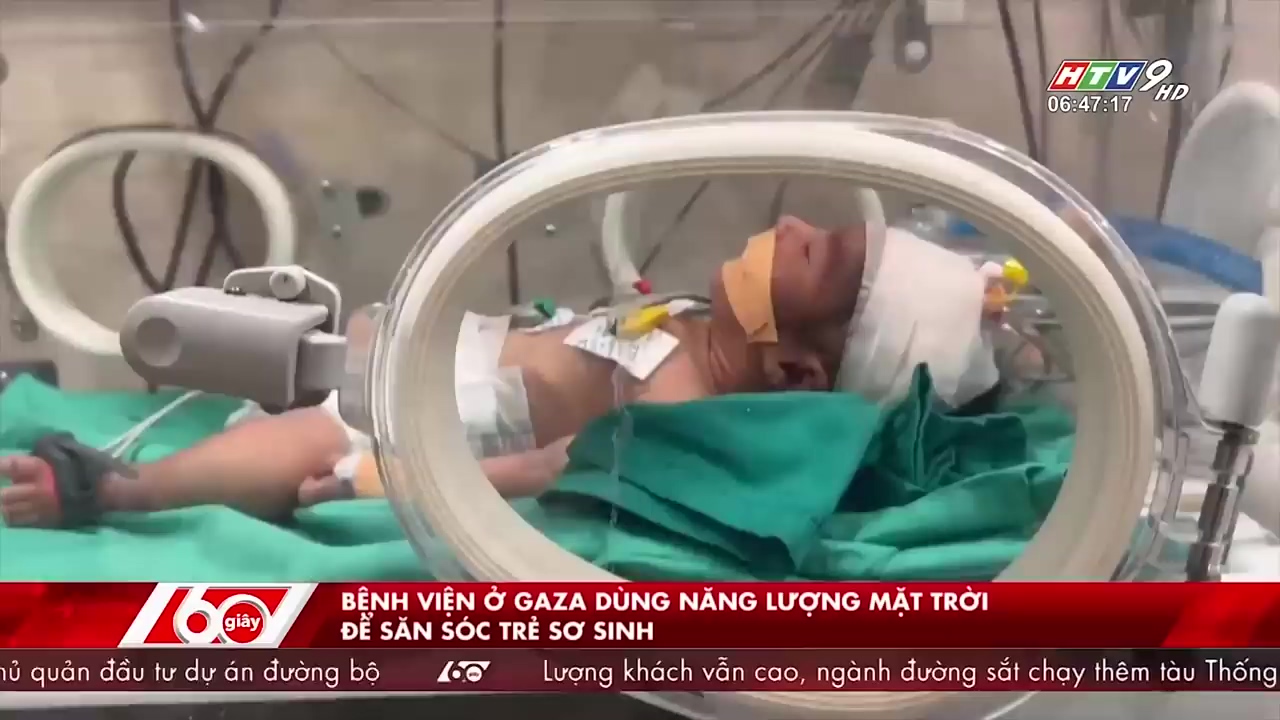 HTV9 HD
06:47:17
60 giây
BỆNH VIỆN Ở GAZA DÙNG NĂNG LƯỢNG MẶT TRỜI
ĐỂ SĂN SÓC TRẺ SƠ SINH
quản đầu tư dự án đường bộ 60 Lượng khách vẫn cao, ngành đường sắt chạy thêm tàu Thống